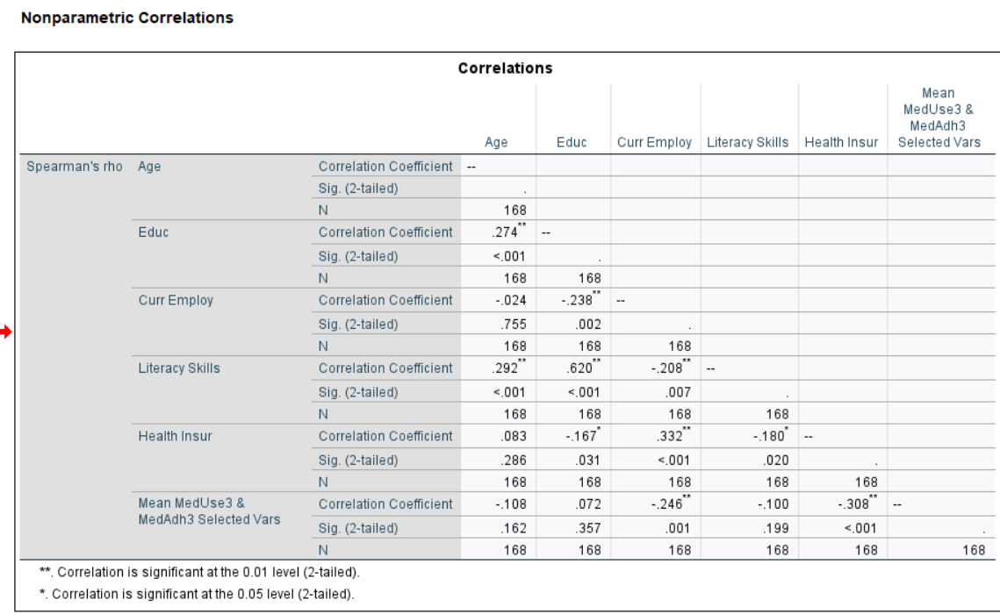 Nonparametric Correlations
Correlations
Age Educ Curr Employ Literacy Skills Health Insur Mean MedUse3 & MedAdh3 Selected Vars
Spearman's rho Age Correlation Coefficient --
Sig. (2-tailed) .
N 168
Educ Correlation Coefficient .274** --
Sig. (2-tailed) <.001 .
N 168 168
Curr Employ Correlation Coefficient -.024 -.238** --
Sig. (2-tailed) .755 .002 .
N 168 168 168
Literacy Skills Correlation Coefficient .292** .620** -.208** --
Sig. (2-tailed) <.001 <.001 .007 .
N 168 168 168 168
Health Insur Correlation Coefficient .083 -.167* .332** -.180* --
Sig. (2-tailed) .286 .031 <.001 .020 .
N 168 168 168 168 168
Mean MedUse3 & MedAdh3 Selected Vars Correlation Coefficient -.108 .072 -.246** -.100 -.308** --
Sig. (2-tailed) .162 .357 .001 .199 <.001 .
N 168 168 168 168 168 168
**. Correlation is significant at the 0.01 level (2-tailed).
*. Correlation is significant at the 0.05 level (2-tailed).